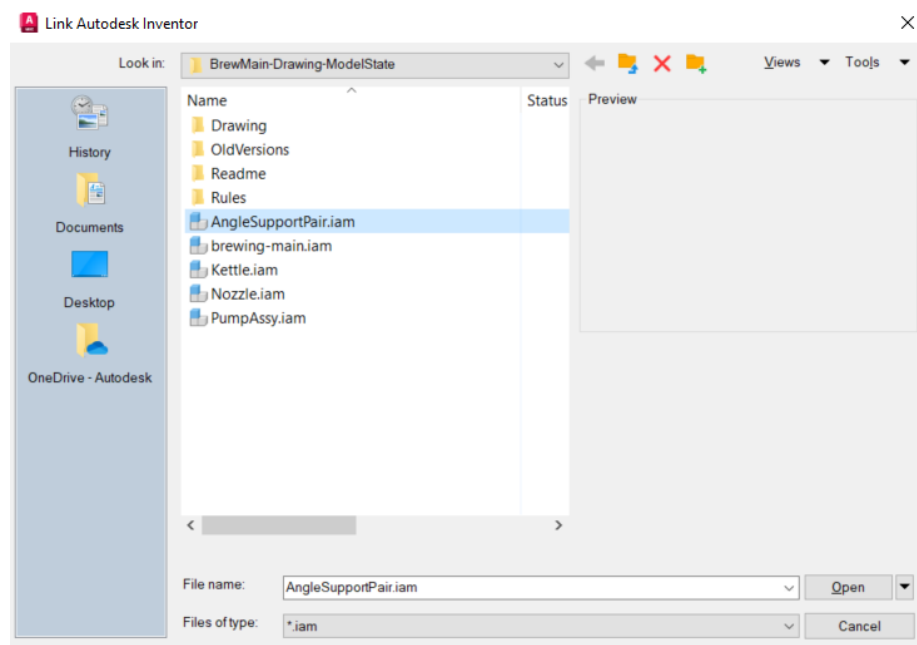 Link Autodesk Inventor
Look in: BrewMain-Drawing-ModelState Views Tools
Name Status Preview
Drawing
OldVersions
Readme
Rules
AngleSupportPair.iam
brewing-main.iam
Kettle.iam
Nozzle.iam
PumpAssy.iam
History
Documents
Desktop
OneDrive - Autodesk
File name: AngleSupportPair.iam Open
Files of type: *.iam Cancel